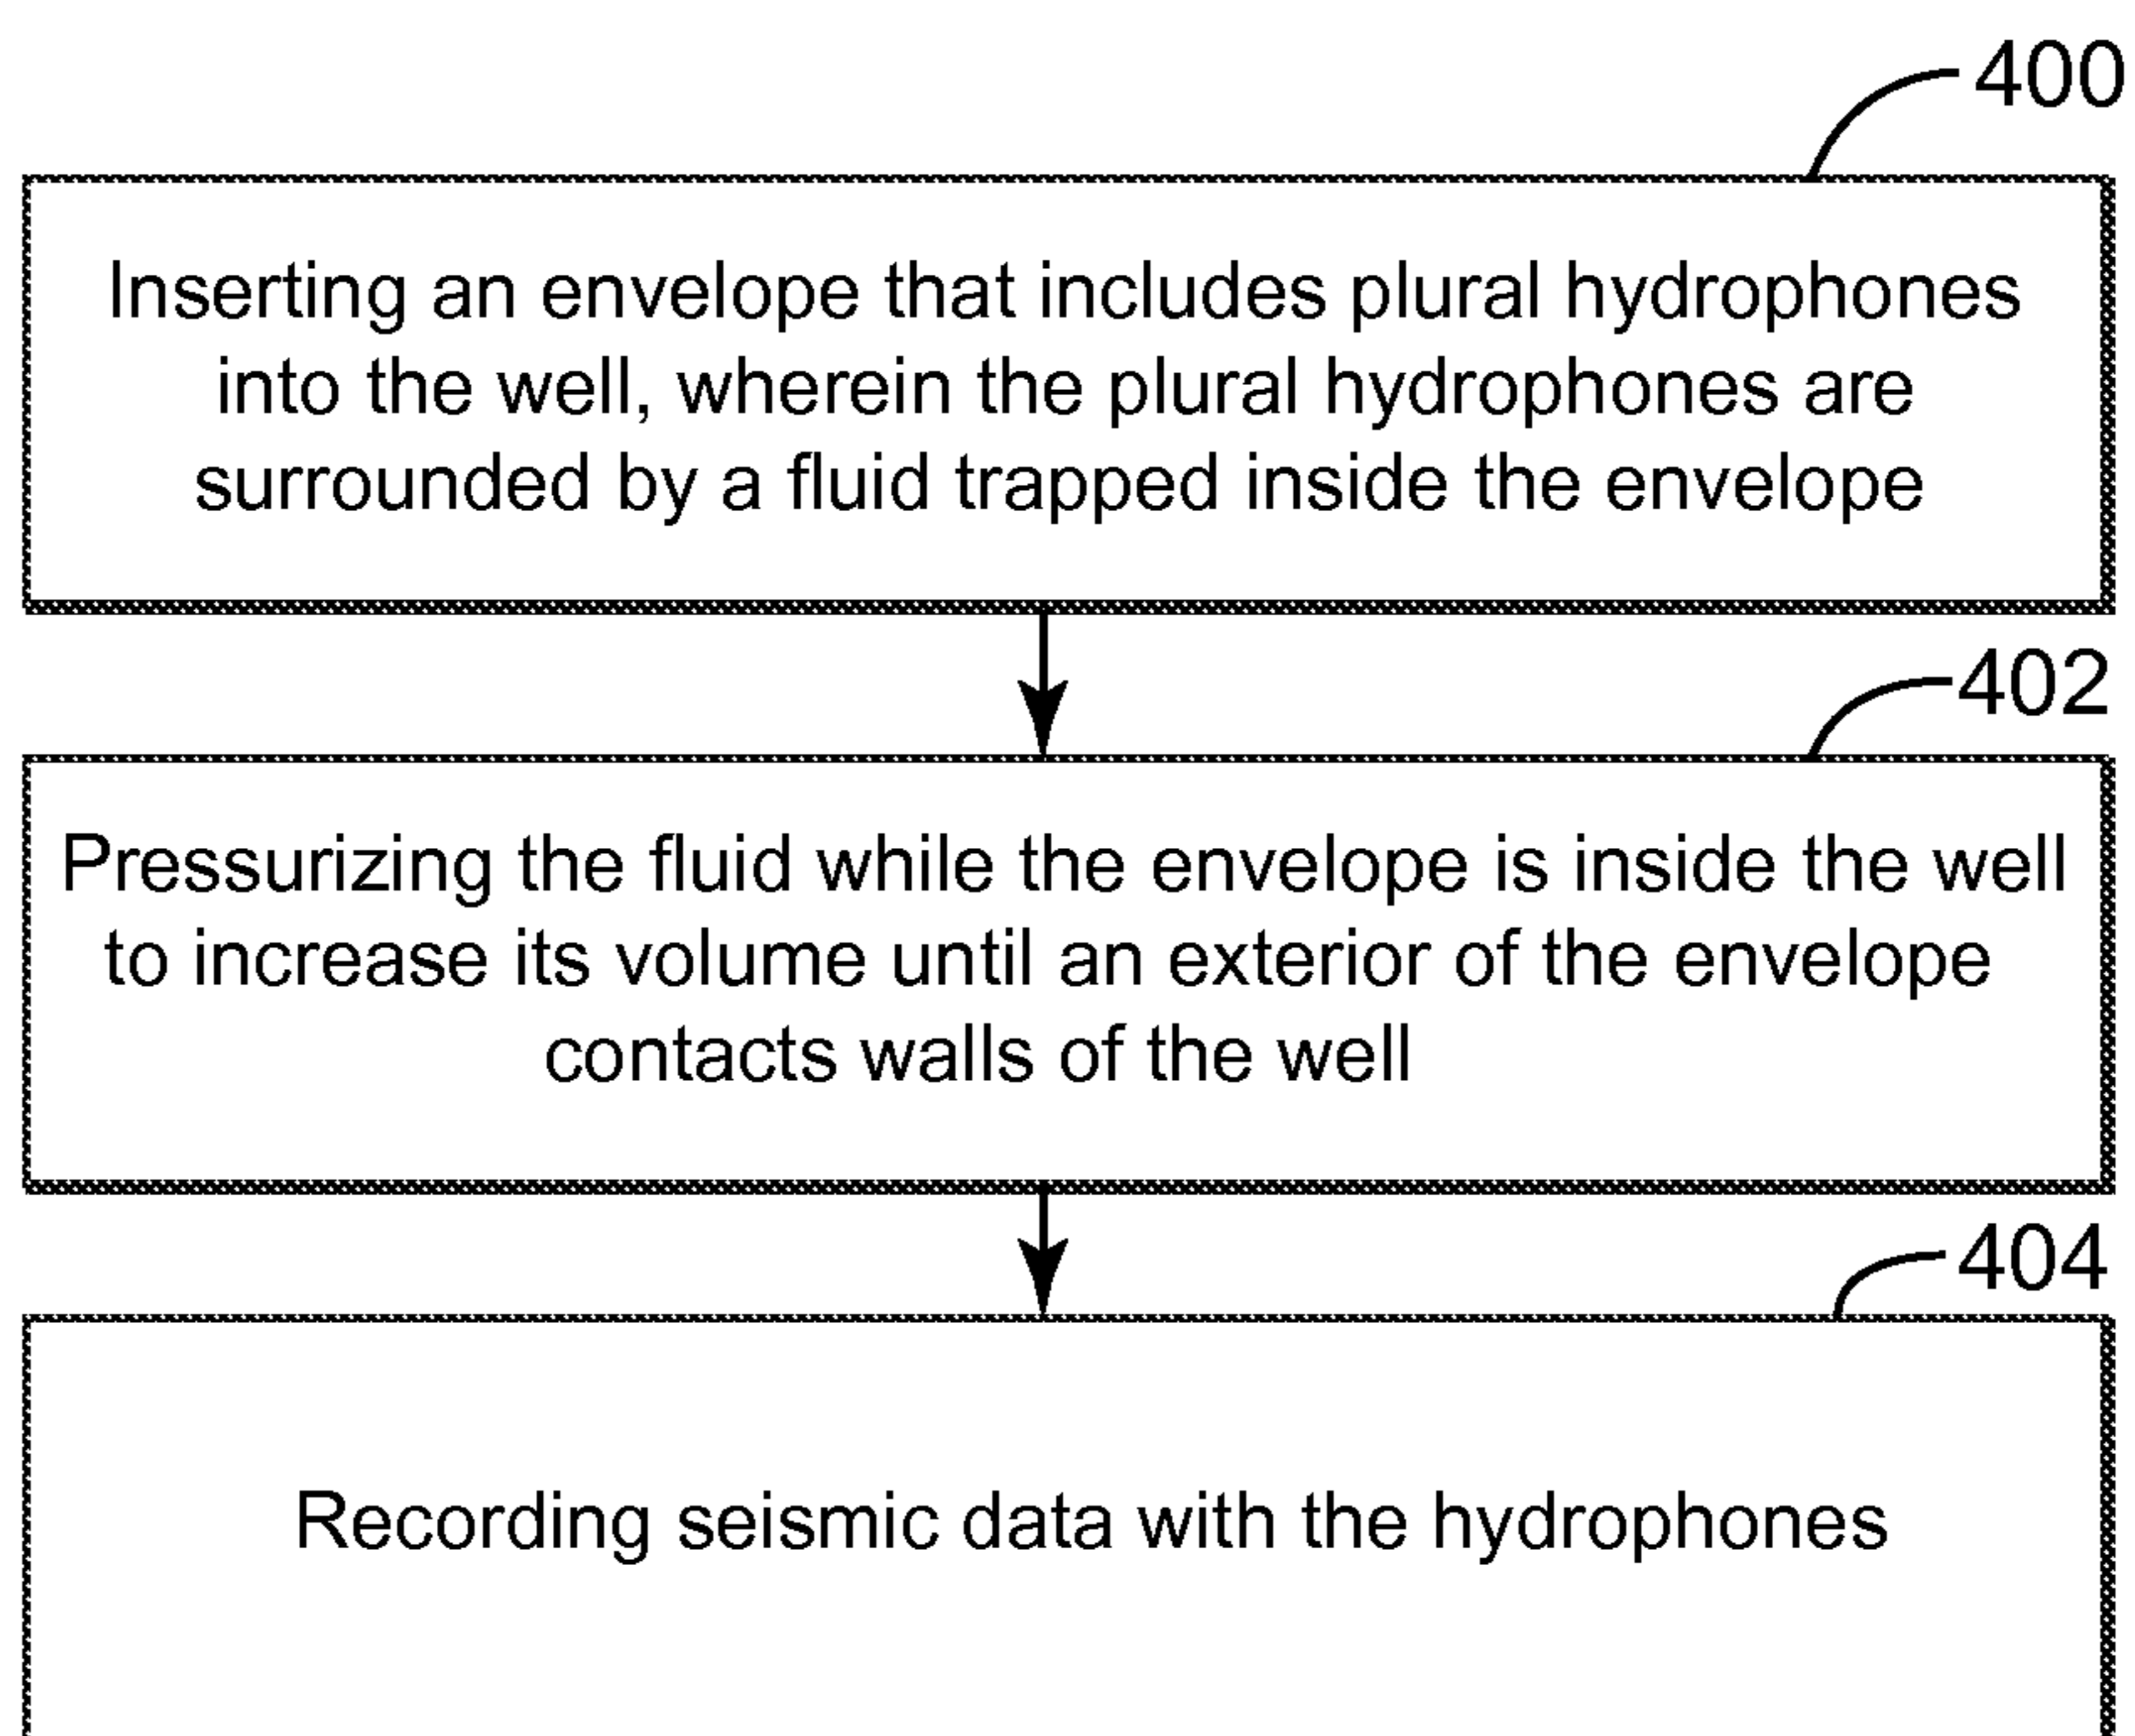 400
Inserting an envelope that includes plural hydrophones
into the well, wherein the plural hydrophones are
surrounded by a fluid trapped inside the envelope
402
Pressurizing the fluid while the envelope is inside the well
to increase its volume until an exterior of the envelope
contacts walls of the well
404
Recording seismic data with the hydrophones